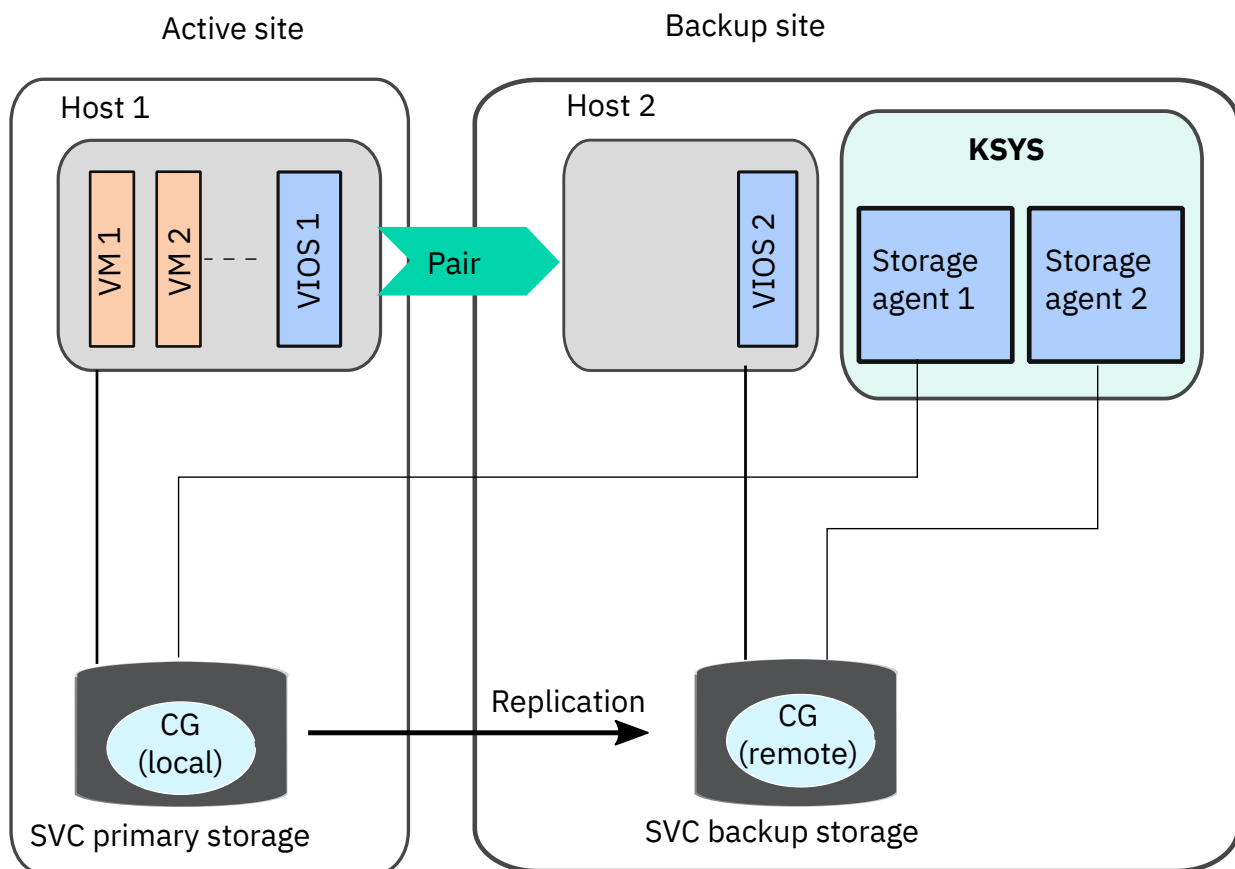 Active site
Backup site
Host 1
VM 1
VM 2
VIOS 1
Pair
Host 2
VIOS 2
KSYS
Storage
agent 1
Storage
agent 2
Replication
CG
(local)
SVC primary storage
CG
(remote)
SVC backup storage